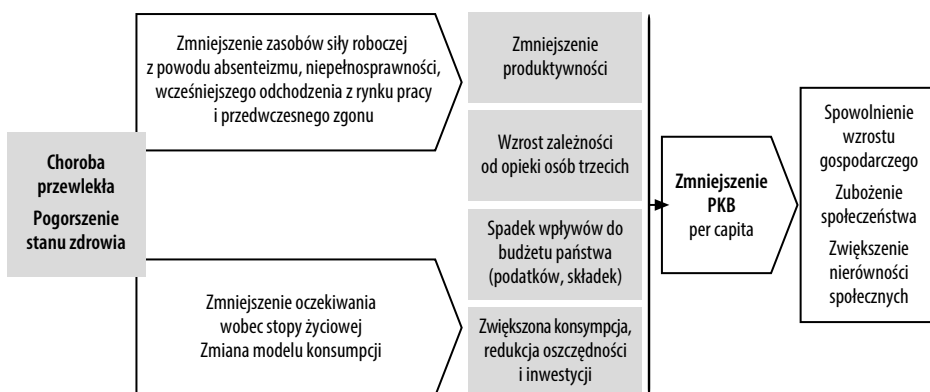 Choroba
przewlekła
Pogorszenie
stanu zdrowia
Zmniejszenie zasobów siły roboczej
z powodu absenteizmu, niepełnosprawności,
wcześniejszego odchodzenia z rynku pracy
i przedwczesnego zgonu
Zmniejszenie oczekiwania
wobec stopy życiowej
Zmiana modelu konsumpcji
Zmniejszenie
produktywności
Wzrost zależności
od opieki osób trzecich
Spadek wpływów do
budżetu państwa
(podatków, składek)
Zwiększona konsympcja,
redukcja oszczędności
i inwestycji
Zmniejszenie
PKB
per capita
Spowolnienie
wzrostu
gospodarczego
Zubożenie
społeczeństwa
Zwiększenie
nierówności
społecznych